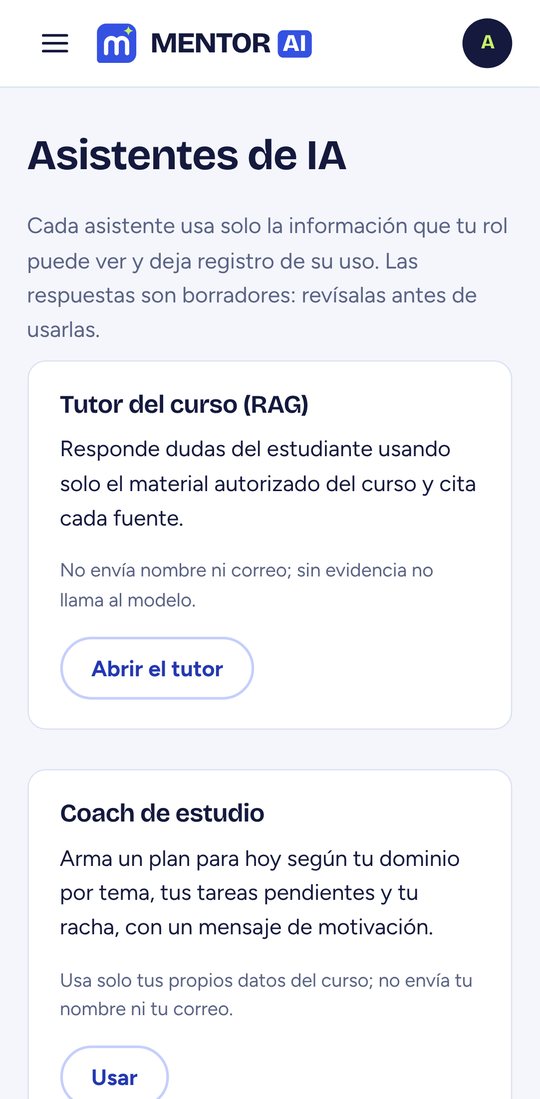 m MENTOR AI A
Asistentes de IA
Cada asistente usa solo la información que tu rol
puede ver y deja registro de su uso. Las
respuestas son borradores: revísalas antes de
usarlas.
Tutor del curso (RAG)
Responde dudas del estudiante usando
solo el material autorizado del curso y cita
cada fuente.
No envía nombre ni correo; sin evidencia no
llama al modelo.
Abrir el tutor
Coach de estudio
Arma un plan para hoy según tu dominio
por tema, tus tareas pendientes y tu
racha, con un mensaje de motivación.
Usa solo tus propios datos del curso; no envía tu
nombre ni tu correo.
Usar